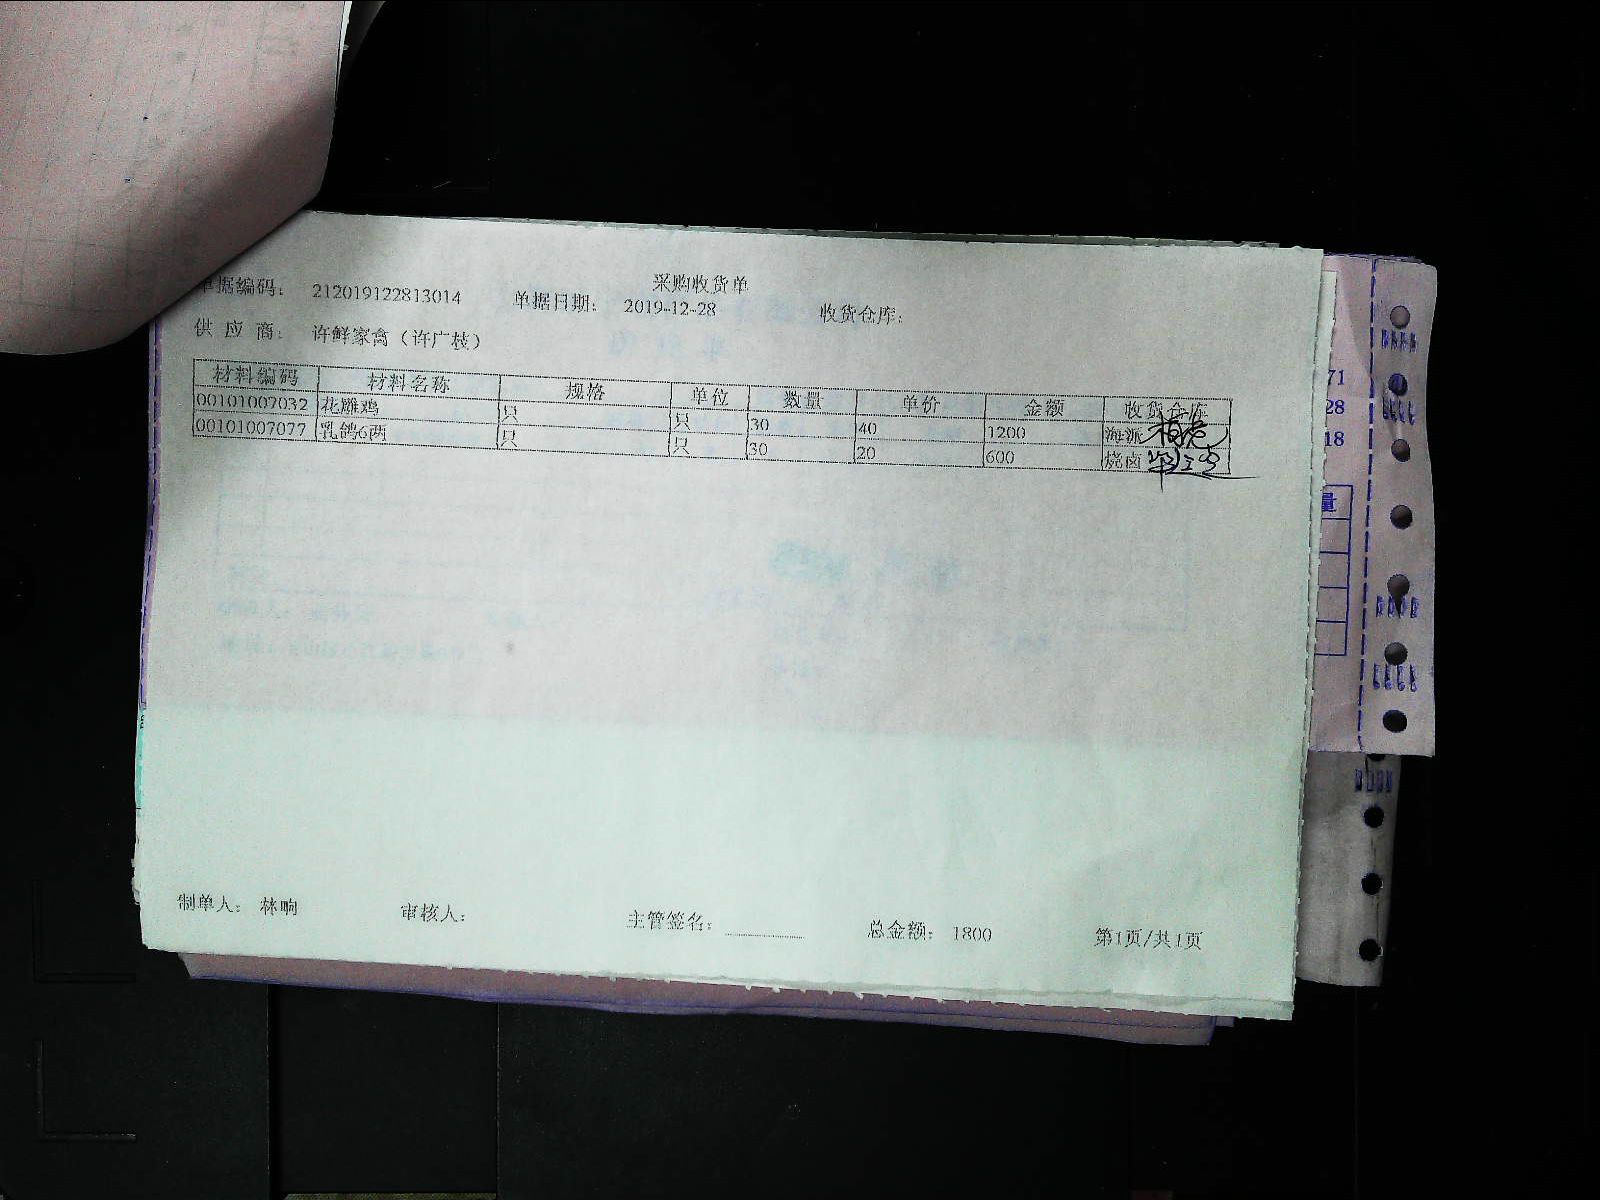 采购收货单
单据编码: 212019122813014 单据日期: 2019-12-28 收货仓库:
供应商: 许鲜家禽(许广枝)
材料编码 材料名称 规格 单位 数量 单价 金额 收货仓库
00101007032 花雕鸡 只 只 30 40 1200 海派
00101007077 乳鸽6两 只 只 30 20 600 烧卤
制单人: 林响 审核人: 主管签名: 总金额: 1800 第1页/共1页
71
28
18
量